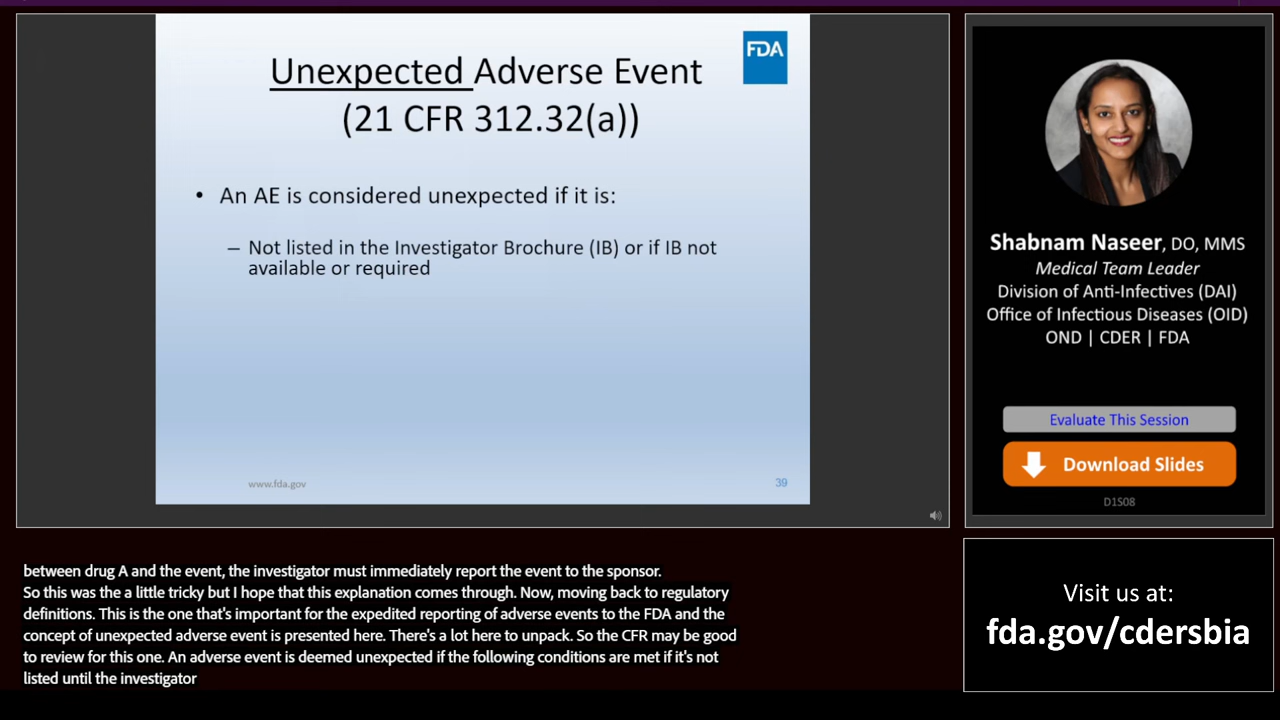 FDA
Unexpected Adverse Event
(21 CFR 312.32(a))
• An AE is considered unexpected if it is:
– Not listed in the Investigator Brochure (IB) or if IB not
available or required
www.fda.gov
39
Shabnam Naseer, DO, MMS
Medical Team Leader
Division of Anti-Infectives (DAI)
Office of Infectious Diseases (OID)
OND | CDER | FDA
Evaluate This Session
Download Slides
D1S08
between drug A and the event, the investigator must immediately report the event to the sponsor.
So this was the a little tricky but I hope that this explanation comes through. Now, moving back to regulatory
definitions. This is the one that's important for the expedited reporting of adverse events to the FDA and the
concept of unexpected adverse event is presented here. There's a lot here to unpack. So the CFR may be good
to review for this one. An adverse event is deemed unexpected if the following conditions are met if it's not
listed until the investigator
Visit us at:
fda.gov/cdersbia